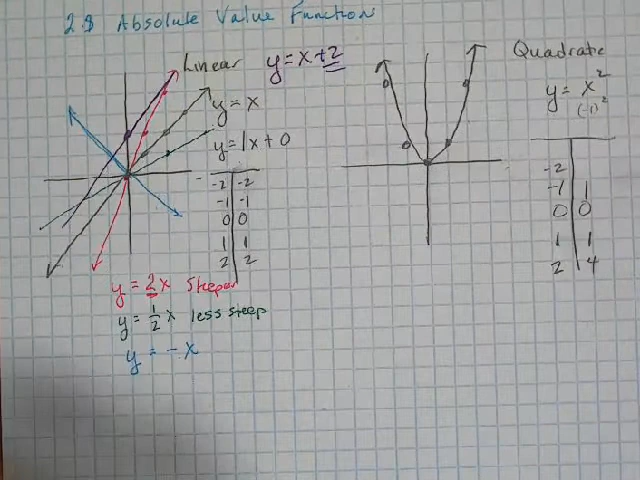 2.8 Absolute Value Function
Linear
y = x + 2
y = x
y = 1x + 0
-2 -2
-1 -1
0 0
1 1
2 2
y = 2x steeper
y = 1/2 x less steep
y = -x
Quadratic
y = x²
(-1)²
-2
-1 1
0 0
1 1
2 4